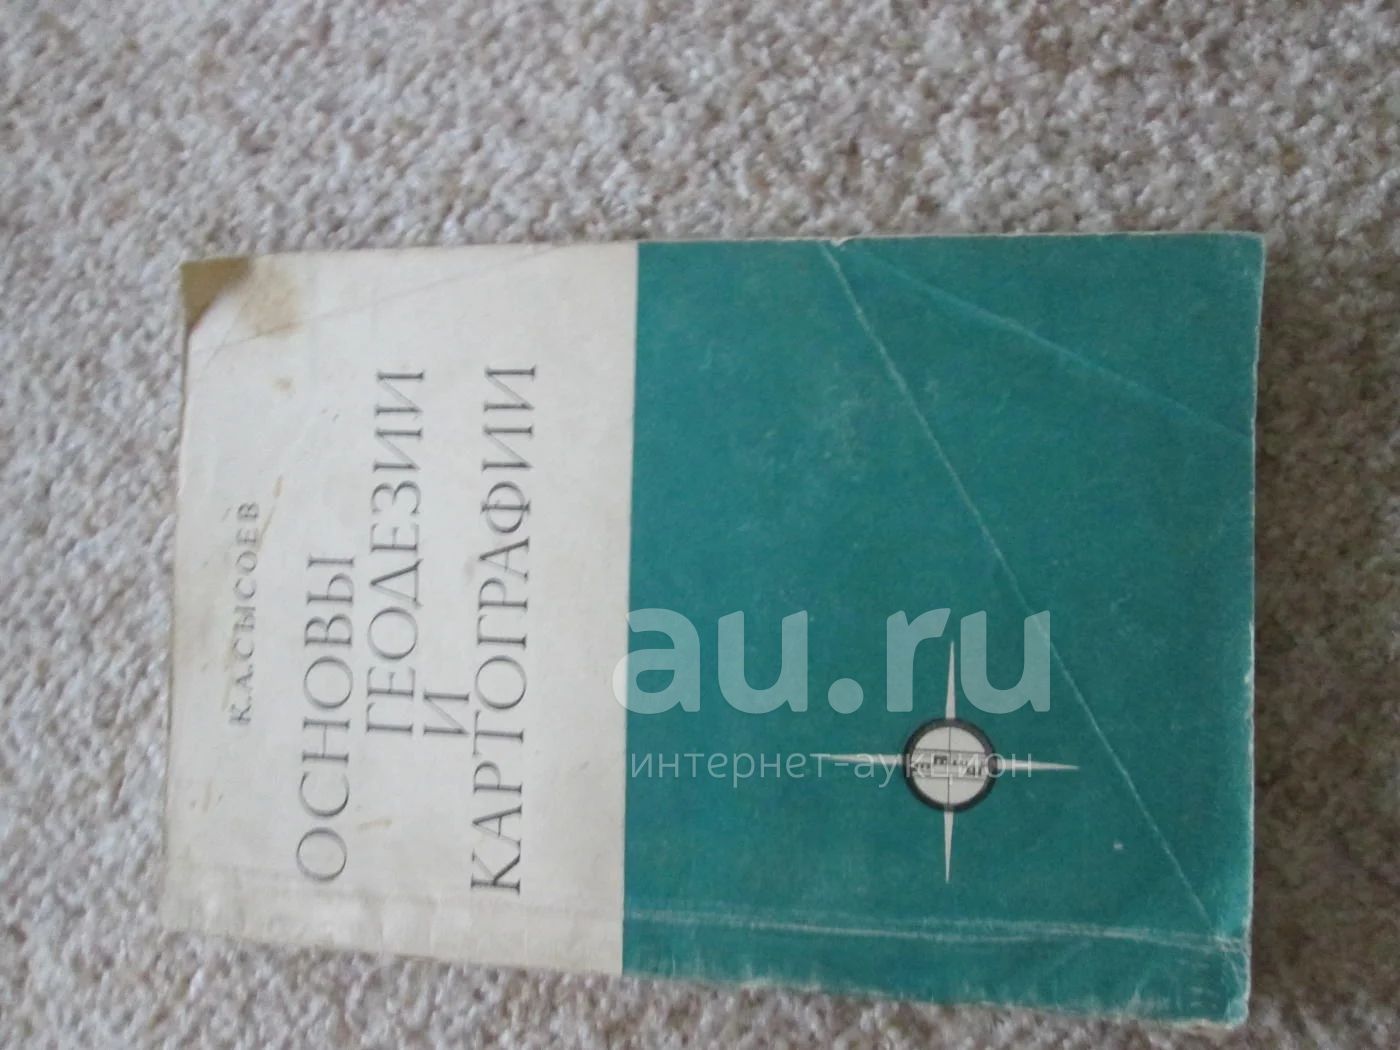 К.А.СЫСОЕВ
ОСНОВЫ
ГЕОДЕЗИИ
И
КАРТОГРАФИИ
au.ru
интернет-аукцион